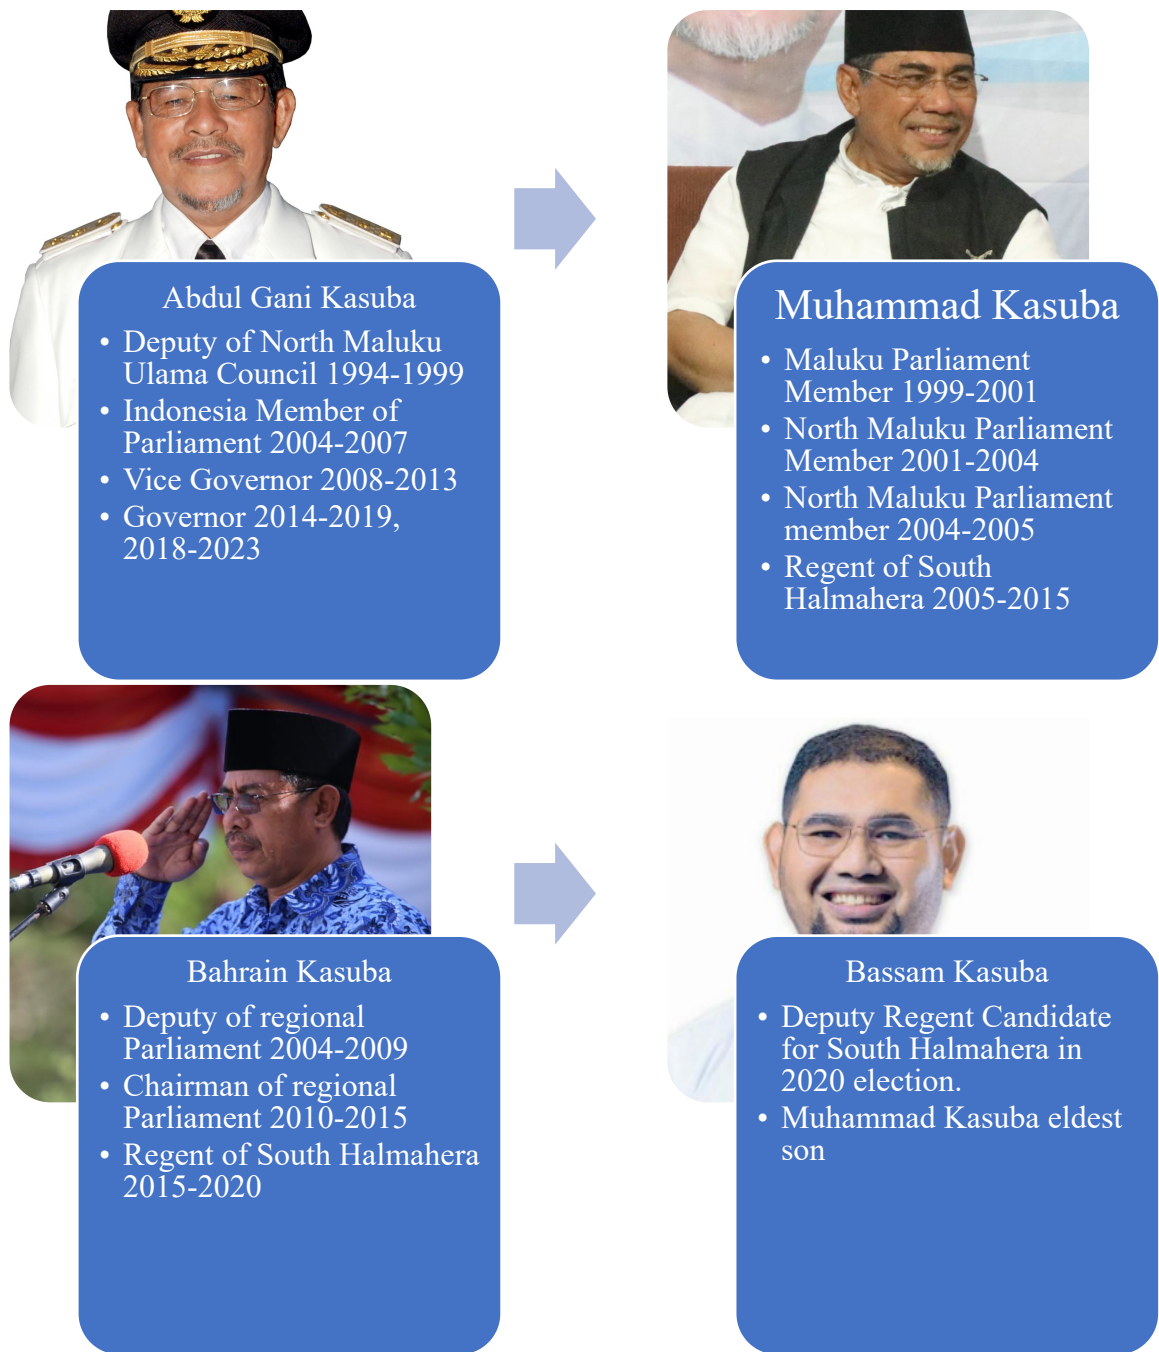 Abdul Gani Kasuba
• Deputy of North Maluku
Ulama Council 1994-1999
• Indonesia Member of
Parliament 2004-2007
• Vice Governor 2008-2013
• Governor 2014-2019,
2018-2023
Muhammad Kasuba
• Maluku Parliament
Member 1999-2001
• North Maluku Parliament
Member 2001-2004
• North Maluku Parliament
member 2004-2005
• Regent of South
Halmahera 2005-2015
Bahrain Kasuba
• Deputy of regional
Parliament 2004-2009
• Chairman of regional
Parliament 2010-2015
• Regent of South Halmahera
2015-2020
Bassam Kasuba
• Deputy Regent Candidate
for South Halmahera in
2020 election.
• Muhammad Kasuba eldest
son